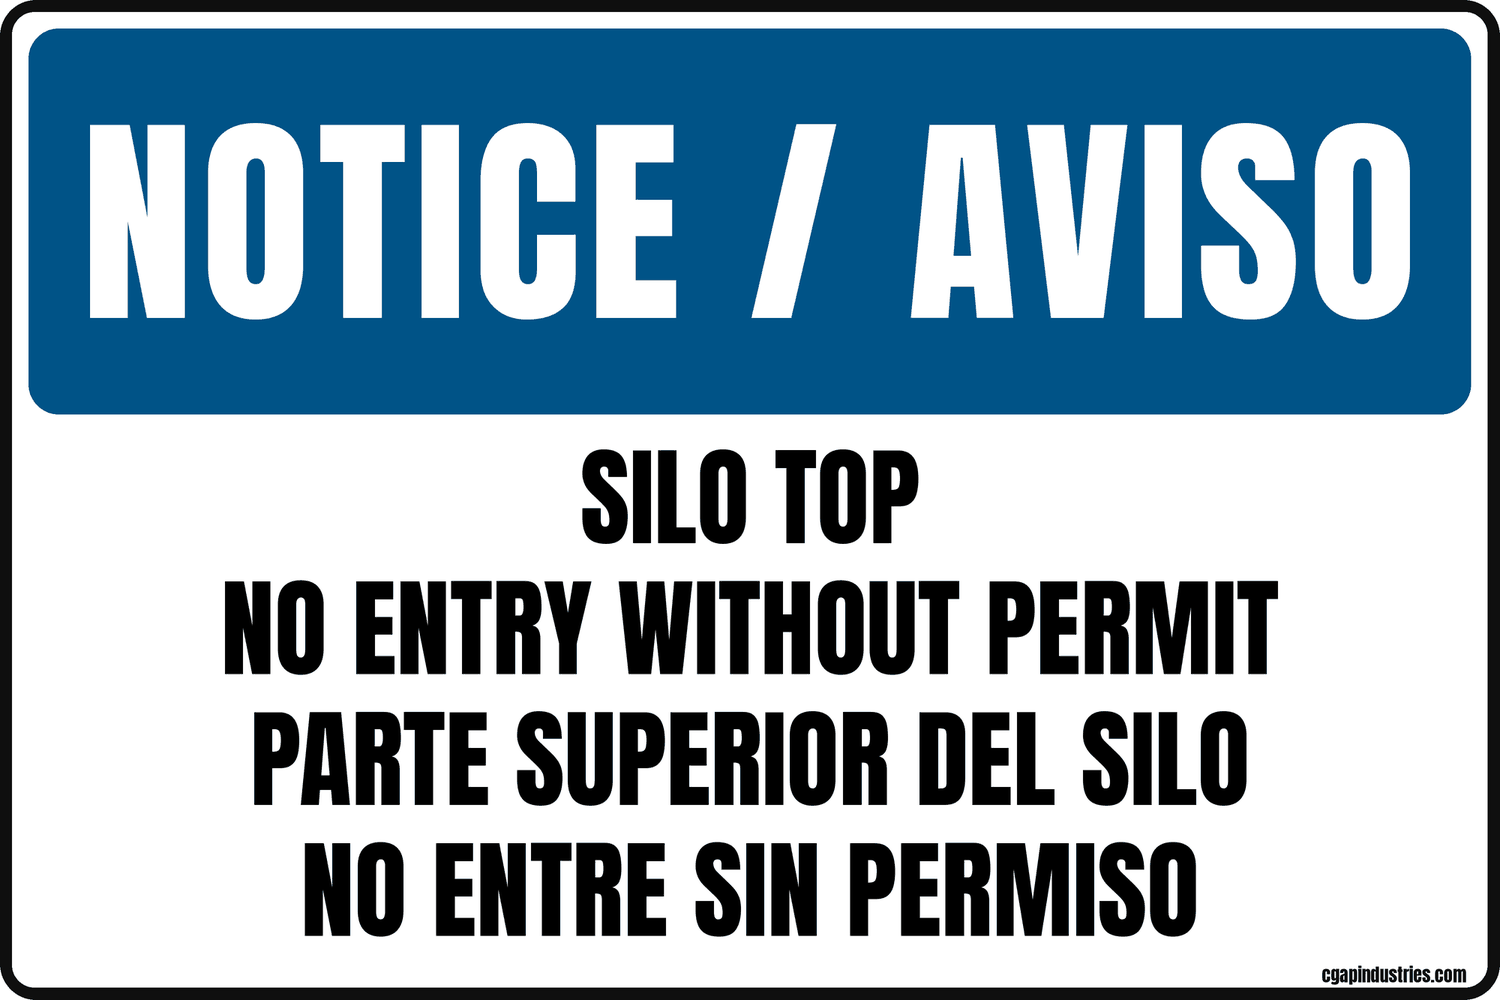 NOTICE / AVISO
SILO TOP
NO ENTRY WITHOUT PERMIT
PARTE SUPERIOR DEL SILO
NO ENTRE SIN PERMISO
cgapindustries.com